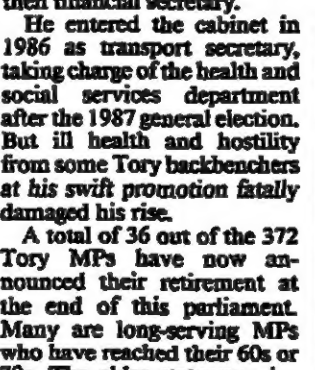 then financial secretary.
He entered the cabinet in
1986 as transport secretary,
taking charge of the health and
social services department
after the 1987 general election.
But ill health and hostility
from some Tory backbenchers
at his swift promotion fatally
damaged his rise.
A total of 36 out of the 372
Tory MPs have now an-
nounced their retirement at
the end of this parliament.
Many are long-serving MPs
who have reached their 60s or